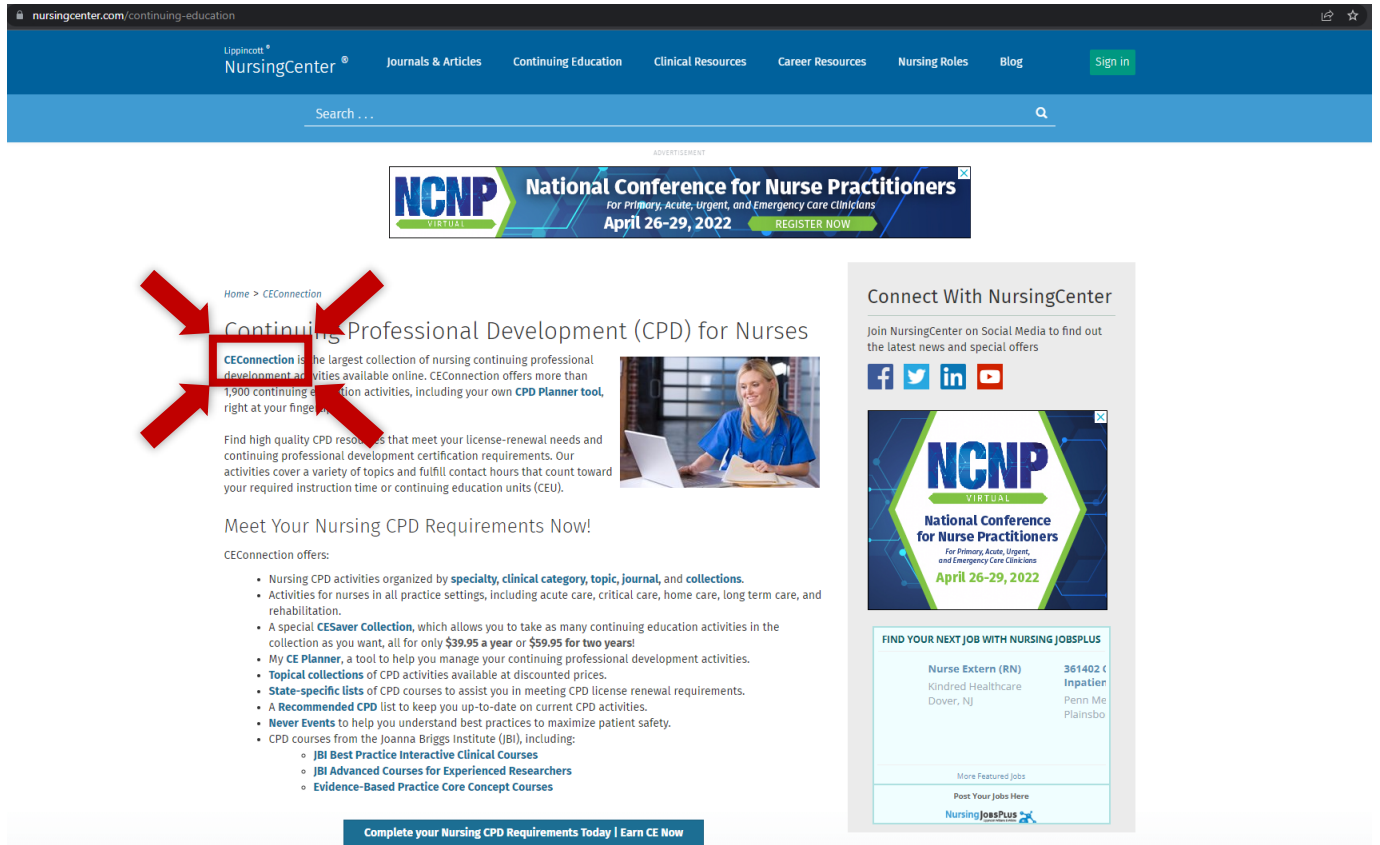 nursingcenter.com/continuing-education
Lippincott ®
NursingCenter ®
Journals & Articles
Continuing Education
Clinical Resources
Career Resources
Nursing Roles
Blog
Sign in
Search . . .
ADVERTISEMENT
NCNP
VIRTUAL
National Conference for Nurse Practitioners
For Primary, Acute, Urgent, and Emergency Care Clinicians
April 26-29, 2022
REGISTER NOW
Home > CEConnection
Continuing Professional Development (CPD) for Nurses
CEConnection is the largest collection of nursing continuing professional
development activities available online. CEConnection offers more than
1,900 continuing education activities, including your own CPD Planner tool,
right at your fingertips
Find high quality CPD resources that meet your license-renewal needs and
continuing professional development certification requirements. Our
activities cover a variety of topics and fulfill contact hours that count toward
your required instruction time or continuing education units (CEU).
Meet Your Nursing CPD Requirements Now!
CEConnection offers:
• Nursing CPD activities organized by specialty, clinical category, topic, journal, and collections.
• Activities for nurses in all practice settings, including acute care, critical care, home care, long term care, and
rehabilitation.
• A special CESaver Collection, which allows you to take as many continuing education activities in the
collection as you want, all for only $39.95 a year or $59.95 for two years!
• My CE Planner, a tool to help you manage your continuing professional development activities.
• Topical collections of CPD activities available at discounted prices.
• State-specific lists of CPD courses to assist you in meeting CPD license renewal requirements.
• A Recommended CPD list to keep you up-to-date on current CPD activities.
• Never Events to help you understand best practices to maximize patient safety.
• CPD courses from the Joanna Briggs Institute (JBI), including:
◦ JBI Best Practice Interactive Clinical Courses
◦ JBI Advanced Courses for Experienced Researchers
◦ Evidence-Based Practice Core Concept Courses
Complete your Nursing CPD Requirements Today | Earn CE Now
Connect With NursingCenter
Join NursingCenter on Social Media to find out
the latest news and special offers
NCNP
VIRTUAL
National Conference
for Nurse Practitioners
For Primary, Acute, Urgent,
and Emergency Care Clinicians
April 26-29, 2022
FIND YOUR NEXT JOB WITH NURSING JOBSPLUS
Nurse Extern (RN)
Kindred Healthcare
Dover, NJ
361402 C
Inpatien
Penn Me
Plainsbo
More Featured Jobs
Post Your Jobs Here
NursingJobsPlus